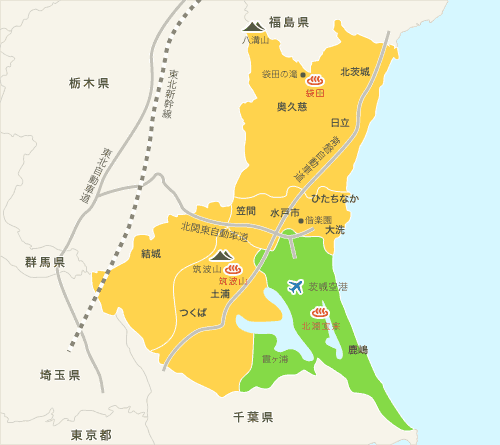 福島県
八溝山
袋田の滝
北茨城
袋田
栃木県
東北新幹線
奥久慈
日立
常磐自動車道
東北自動車道
ひたちなか
笠間
水戸市
偕楽園
北関東自動車道
大洗
結城
群馬県
筑波山
筑波山
茨城空港
土浦
つくば
鹿嶋
霞ヶ浦
埼玉県
千葉県
東京都